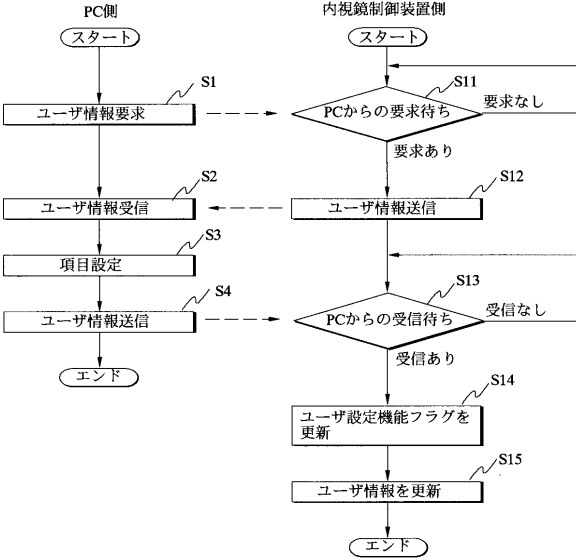 PC側
内視鏡制御装置側
スタート
スタート
S1
S11
ユーザ情報要求
PCからの要求待ち
要求なし
要求あり
S2
S12
ユーザ情報受信
ユーザ情報送信
S3
項目設定
S13
S4
ユーザ情報送信
PCからの受信待ち
受信なし
受信あり
エンド
S14
ユーザ設定機能フラグを
更新
S15
ユーザ情報を更新
エンド